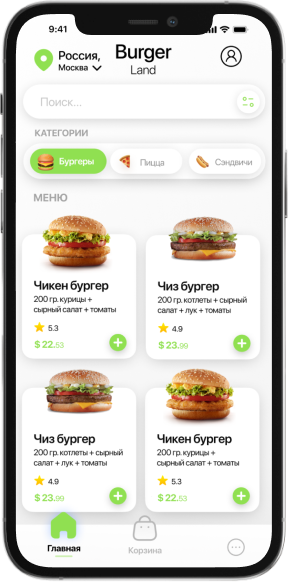 9:41
Россия,
Москва
Burger
Land
Поиск...
КАТЕГОРИИ
Бургеры
Пицца
Сэндвичи
МЕНЮ
Чикен бургер
200 гр. курицы +
сырный салат + томаты
5.3
$ 22.53
Чиз бургер
200 гр. котлеты + сырный
салат + лук + томаты
4.9
$ 23.99
Чиз бургер
200 гр. котлеты + сырный
салат + лук + томаты
4.9
$ 23.99
Чикен бургер
200 гр. курицы +
сырный салат + томаты
5.3
$ 22.53
Главная
Корзина